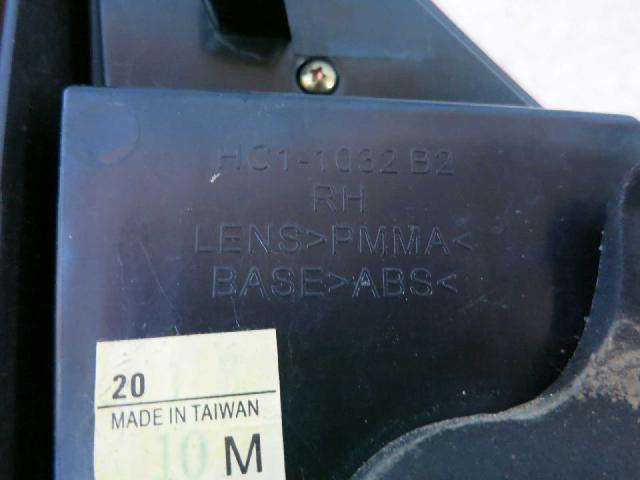 HC1-1032 B2
RH
LENS>PMMA<
BASE>ABS<
20
MADE IN TAIWAN
10 M